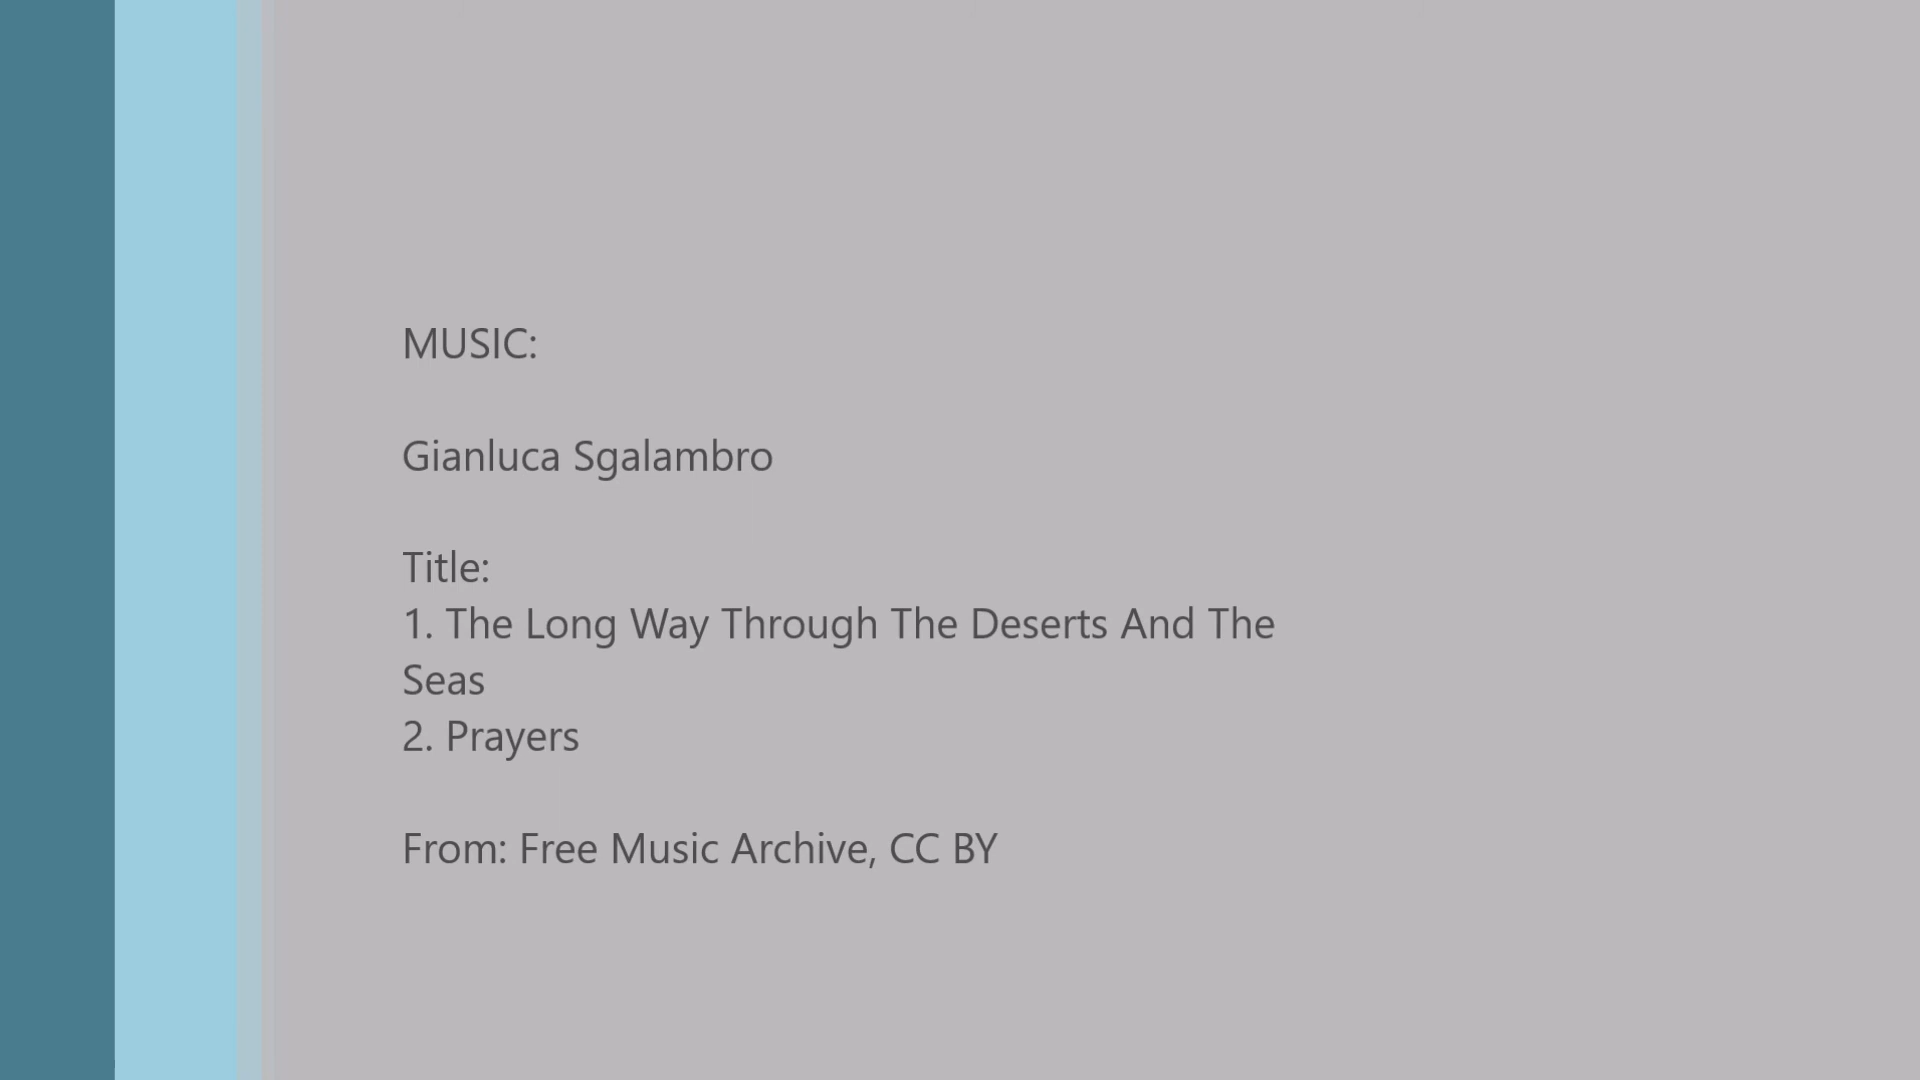 MUSIC:
Gianluca Sgalambro
Title:
1. The Long Way Through The Deserts And The
Seas
2. Prayers
From: Free Music Archive, CC BY